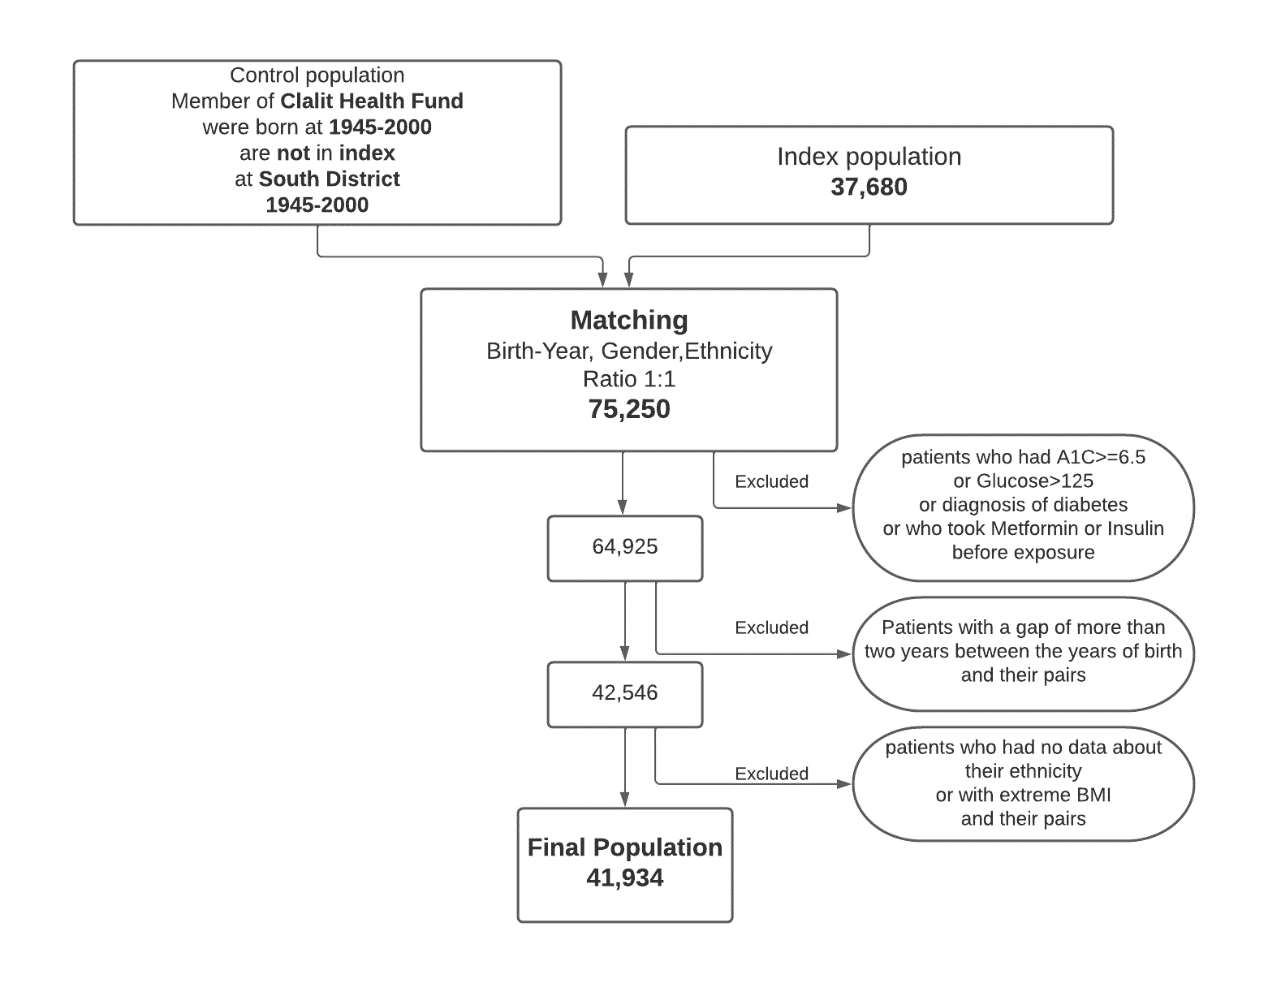 Control population
Member of Clalit Health Fund
were born at 1945-2000
are not in index
at South District
1945-2000
Index population
37,680
Matching
Birth-Year, Gender,Ethnicity
Ratio 1:1
75,250
Excluded
patients who had A1C>=6.5
or Glucose>125
or diagnosis of diabetes
or who took Metformin or Insulin
before exposure
64,925
Excluded
Patients with a gap of more than
two years between the years of birth
and their pairs
42,546
Excluded
patients who had no data about
their ethnicity
or with extreme BMI
and their pairs
Final Population
41,934